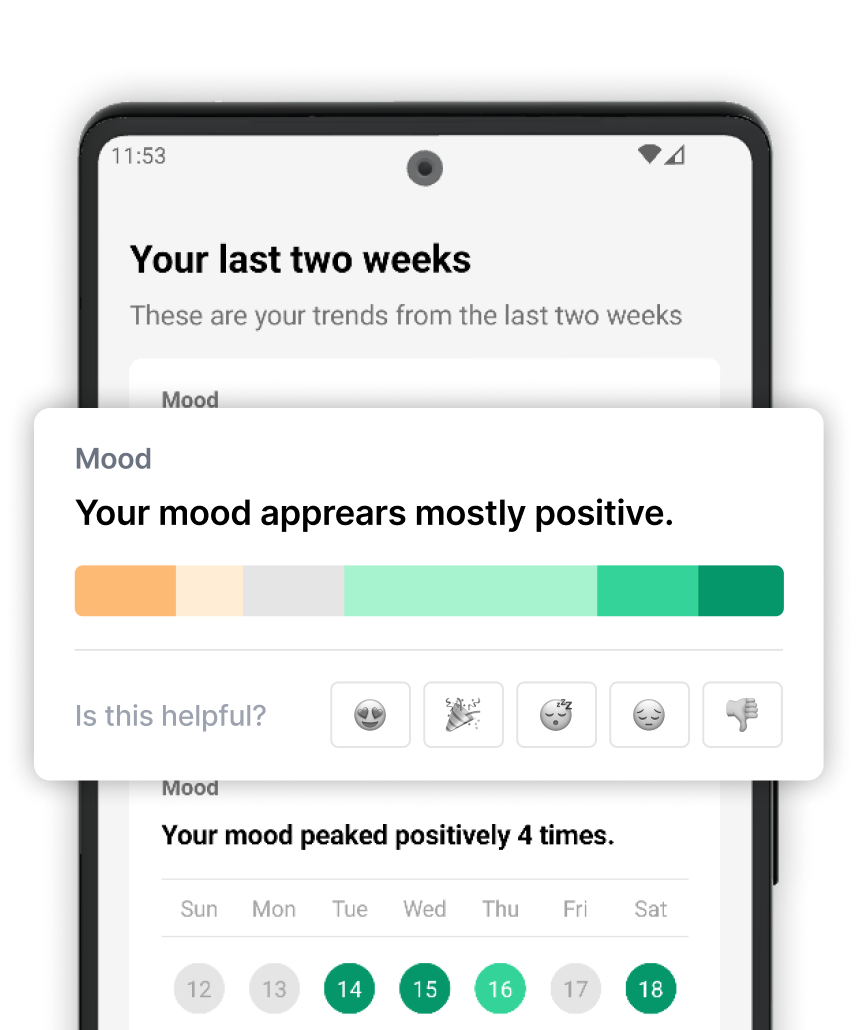 11:53
Your last two weeks
These are your trends from the last two weeks
Mood
Mood
Your mood apprears mostly positive.
Is this helpful?
Mood
Your mood peaked positively 4 times.
Sun Mon Tue Wed Thu Fri Sat
12 13 14 15 16 17 18